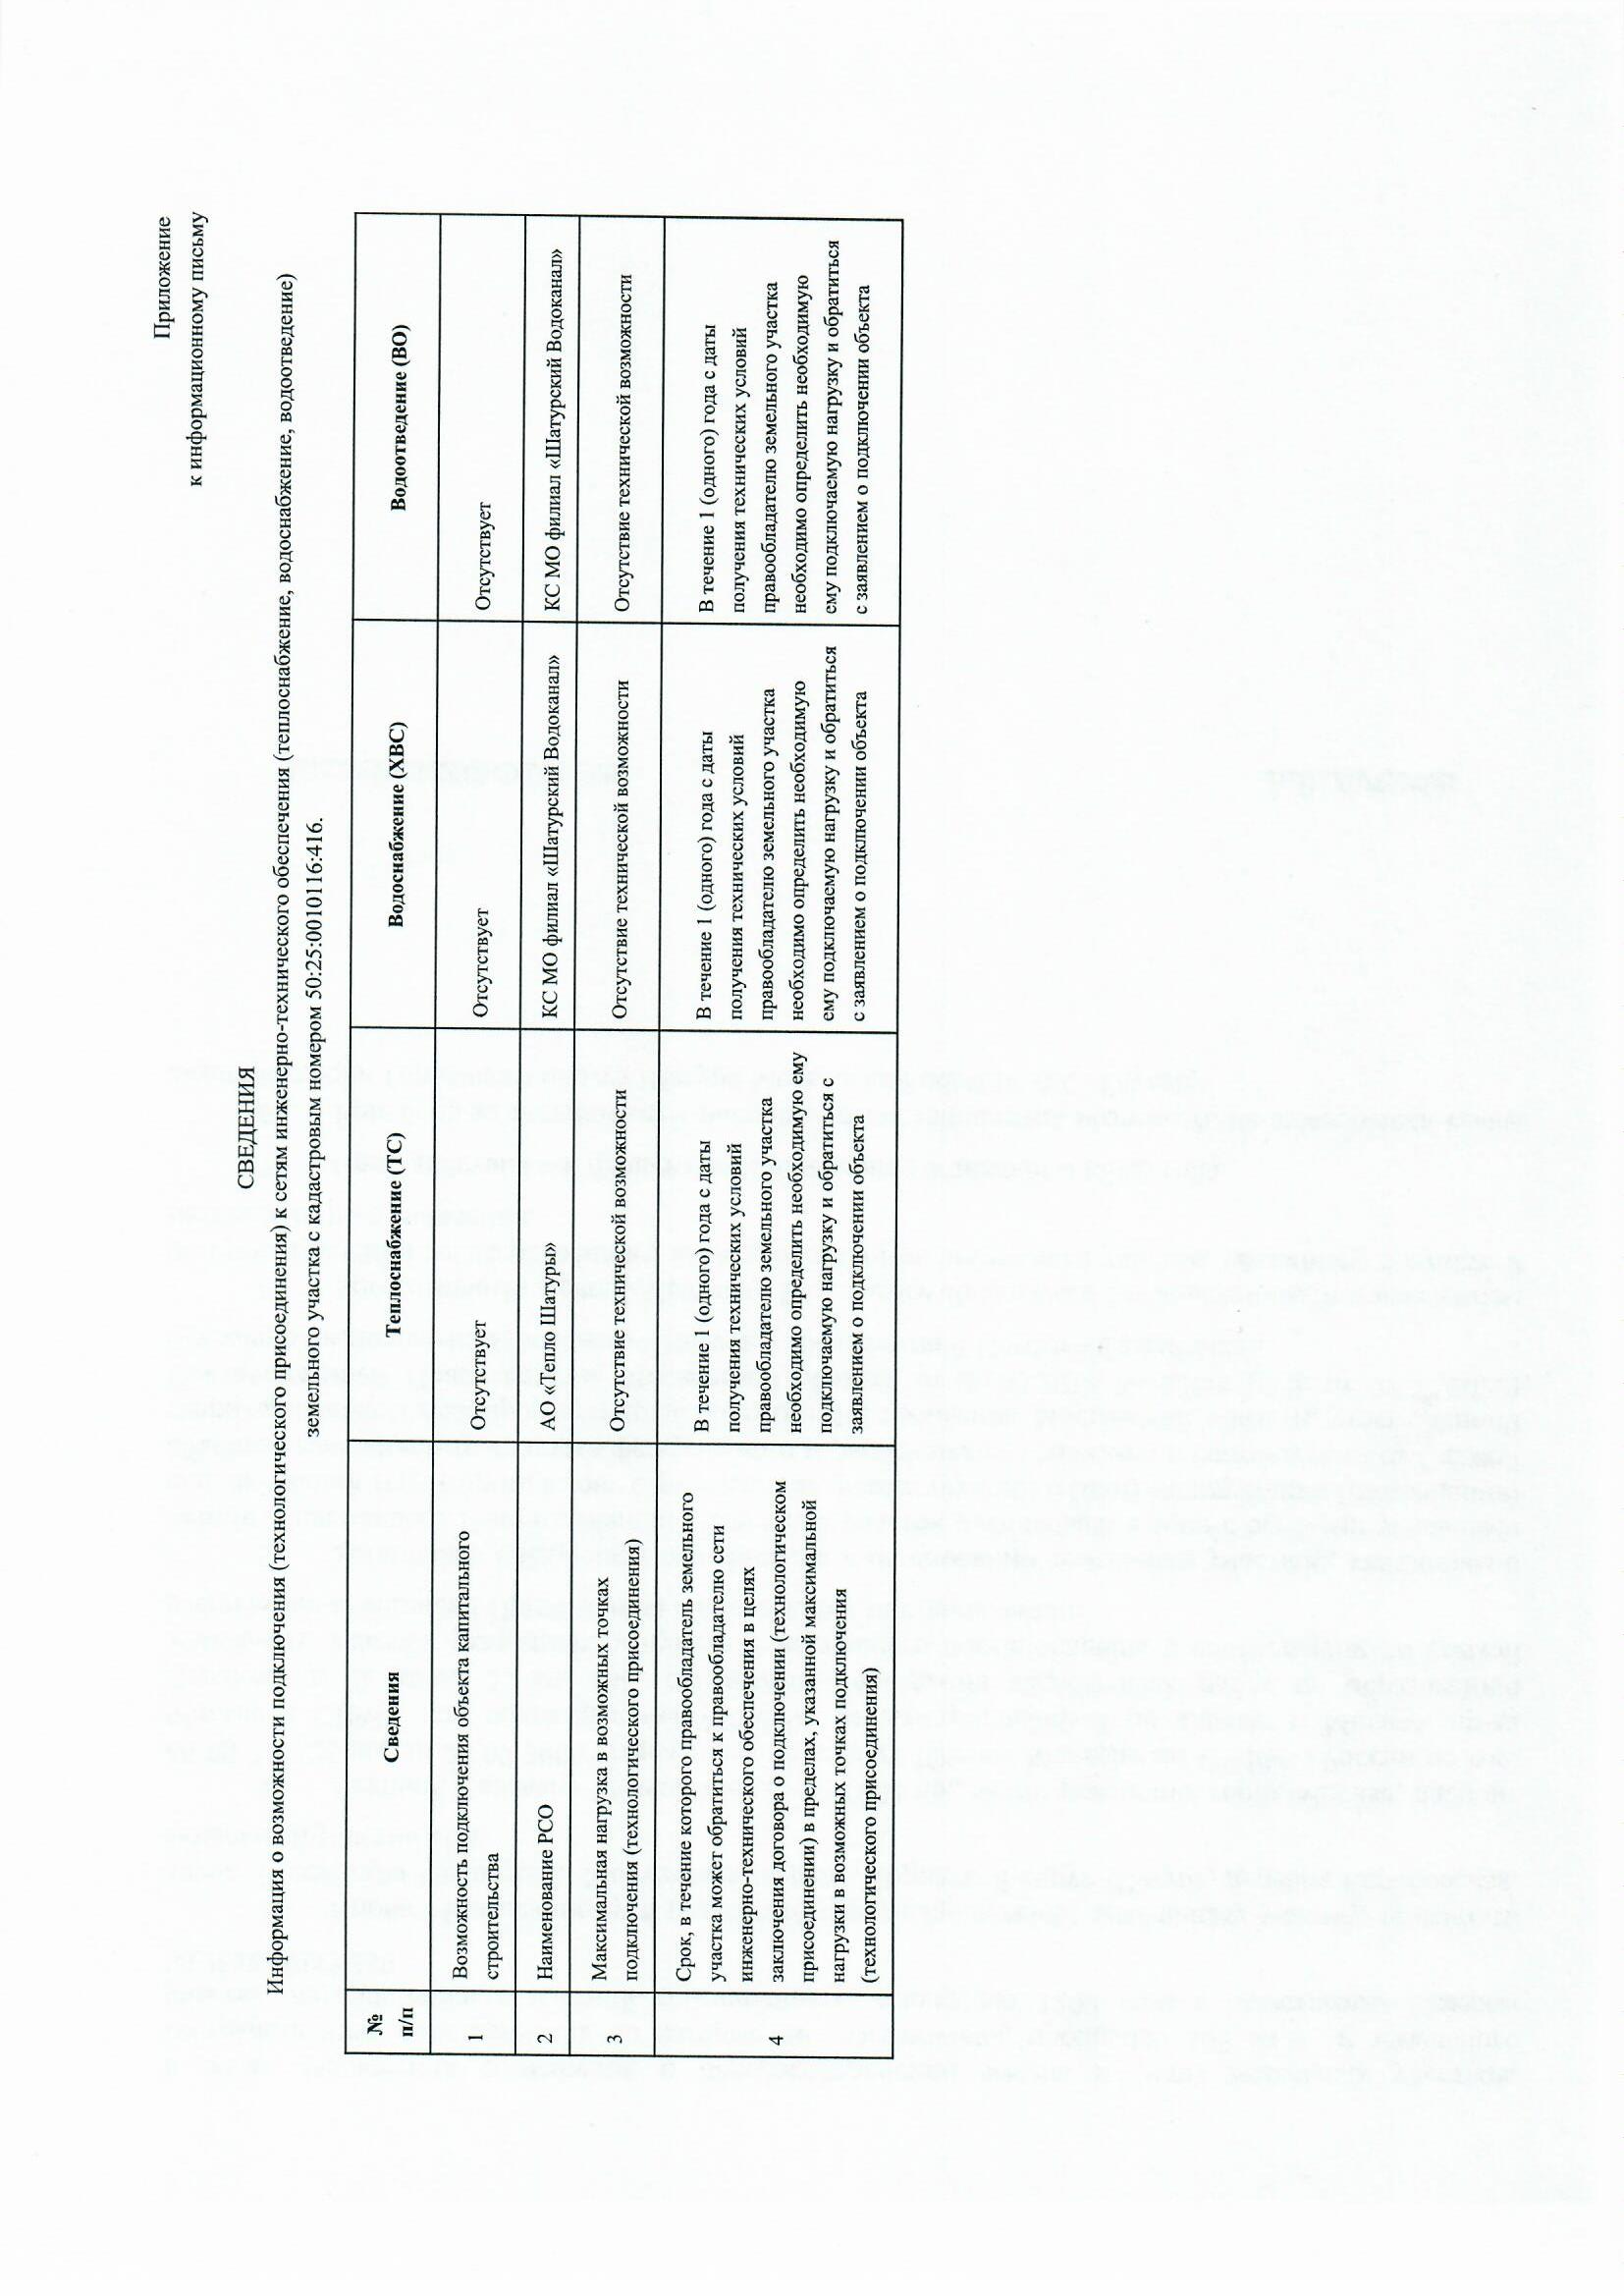 Приложение
к информационному письму
СВЕДЕНИЯ
Информация о возможности подключения (технологического присоединения) к сетям инженерно-технического обеспечения (теплоснабжение, водоснабжение, водоотведение)
земельного участка с кадастровым номером 50:25:0010116:416.
№
п/п
Сведения
Теплоснабжение (ТС)
Водоснабжение (ХВС)
Водоотведение (ВО)
1
Возможность подключения объекта капитального
строительства
Отсутствует
Отсутствует
Отсутствует
2
Наименование РСО
АО «Тепло Шатуры»
КС МО филиал «Шатурский Водоканал»
КС МО филиал «Шатурский Водоканал»
3
Максимальная нагрузка в возможных точках
подключения (технологического присоединения)
Отсутствие технической возможности
Отсутствие технической возможности
Отсутствие технической возможности
4
Срок, в течение которого правообладатель земельного
участка может обратиться к правообладателю сети
инженерно-технического обеспечения в целях
заключения договора о подключении (технологическом
присоединении) в пределах, указанной максимальной
нагрузки в возможных точках подключения
(технологического присоединения)
В течение 1 (одного) года с даты
получения технических условий
правообладателю земельного участка
необходимо определить необходимую ему
подключаемую нагрузку и обратиться с
заявлением о подключении объекта
В течение 1 (одного) года с даты
получения технических условий
правообладателю земельного участка
необходимо определить необходимую
ему подключаемую нагрузку и обратиться
с заявлением о подключении объекта
В течение 1 (одного) года с даты
получения технических условий
правообладателю земельного участка
необходимо определить необходимую
ему подключаемую нагрузку и обратиться
с заявлением о подключении объекта